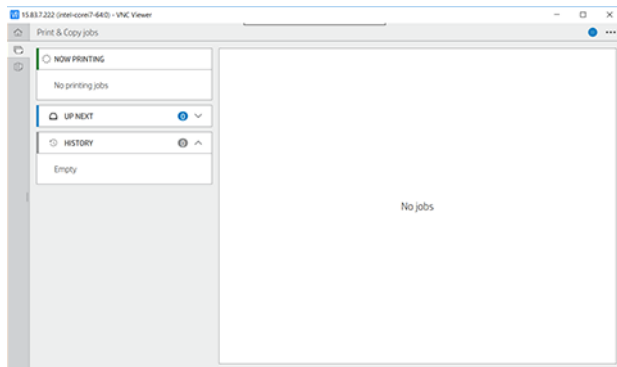 15.83.7.222 (intel-corei7-64:0) - VNC Viewer
Print & Copy jobs
NOW PRINTING
No printing jobs
UP NEXT 0
HISTORY 0
Empty
No jobs